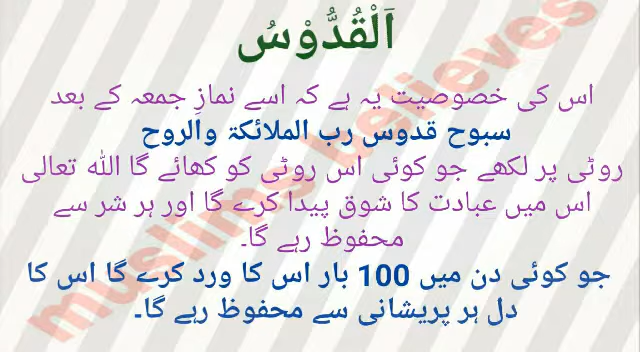 اَلْقُدُّوْسُ
اس کی خصوصیت یہ ہے کہ اسے نمازِ جمعہ کے بعد
سبوح قدوس رب الملائکۃ والروح
روٹی پر لکھے جو کوئی اس روٹی کو کھائے گا اللہ تعالی
اس میں عبادت کا شوق پیدا کرے گا اور ہر شر سے
محفوظ رہے گا۔
جو کوئی دن میں 100 بار اس کا ورد کرے گا اس کا
دل ہر پریشانی سے محفوظ رہے گا۔
muslims believes